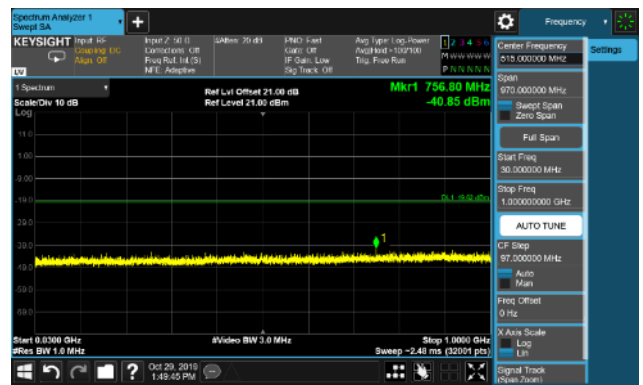 Spectrum Analyzer 1
Swept SA
Frequency
KEYSIGHT
Input: RF
Coupling: DC
Align: Off
Input Z: 50 Ω
Corrections: Off
Freq Ref: Int (S)
NFE: Adaptive
#Atten: 20 dB
PNO: Fast
Gate: Off
IF Gain: Low
Sig Track: Off
Avg Type: Log-Power
Avg|Hold:>100/100
Trig: Free Run
1 2 3 4 5 6
M W W W W W
P N N N N N
LV
1 Spectrum
Scale/Div 10 dB
Log
Ref Lvl Offset 21.00 dB
Ref Level 21.00 dBm
Mkr1 756.80 MHz
-40.85 dBm
11.0
1.00
-9.00
-19.0
DL1
-29.0
1
-39.0
-49.0
-59.0
-69.0
Start 0.0300 GHz
#Res BW 1.0 MHz
#Video BW 3.0 MHz
Stop 1.0000 GHz
Sweep ~2.48 ms (32001 pts)
Oct 29, 2019
1:49:45 PM
Center Frequency
515.000000 MHz
Settings
Span
970.000000 MHz
Swept Span
Zero Span
Full Span
Start Freq
30.000000 MHz
Stop Freq
1.000000000 GHz
AUTO TUNE
CF Step
97.000000 MHz
Auto
Man
Freq Offset
0 Hz
X Axis Scale
Log
Lin
Signal Track
(Span Zoom)